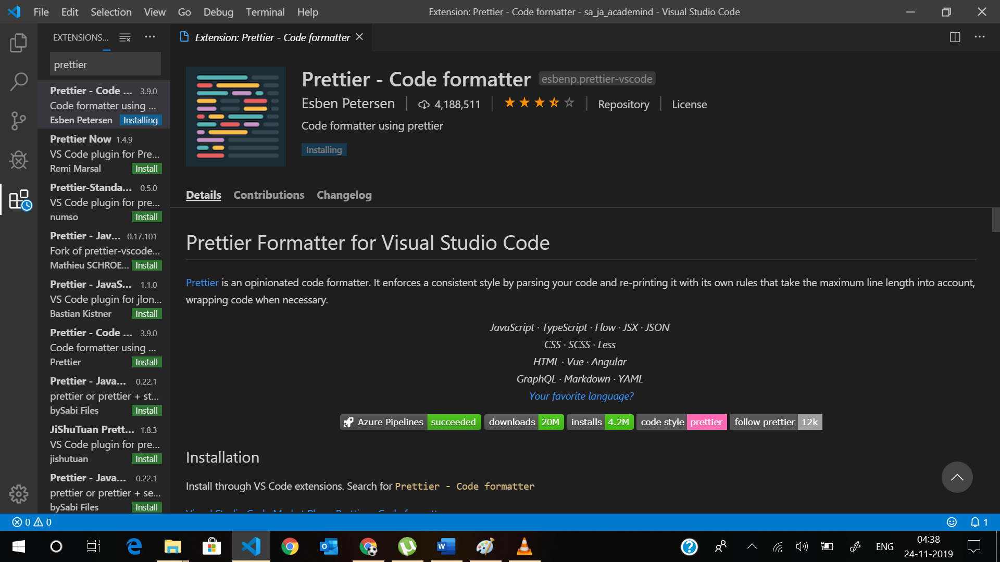 File Edit Selection View Go Debug Terminal Help
Extension: Prettier - Code formatter - sa_ja_academind - Visual Studio Code
EXTENSIONS...
prettier
Prettier - Code ... 3.9.0
Code formatter using ...
Esben Petersen Installing
Prettier Now 1.4.9
VS Code plugin for Pre...
Remi Marsal Install
Prettier-Standa... 0.5.0
VS Code plugin for pre...
numso Install
Prettier - Jav... 0.17.101
Fork of prettier-vscode...
Mathieu SCHROE... Install
Prettier - JavaS... 1.1.0
VS Code plugin for jlon...
Bastian Kistner Install
Prettier - Code ... 3.9.0
Code formatter using ...
Prettier Install
Prettier - Java... 0.22.1
prettier or prettier + st...
bySabi Files Install
JiShuTuan Prett... 1.8.3
VS Code plugin for pre...
jishutuan Install
Prettier - Java... 0.22.1
prettier or prettier + se...
bySabi Files Install
Extension: Prettier - Code formatter
Prettier - Code formatter esbenp.prettier-vscode
Esben Petersen 4,188,511 Repository License
Code formatter using prettier
Installing
Details Contributions Changelog
Prettier Formatter for Visual Studio Code
Prettier is an opinionated code formatter. It enforces a consistent style by parsing your code and re-printing it with its own rules that take the maximum line length into account,
wrapping code when necessary.
JavaScript · TypeScript · Flow · JSX · JSON
CSS · SCSS · Less
HTML · Vue · Angular
GraphQL · Markdown · YAML
Your favorite language?
Azure Pipelines succeeded downloads 20M installs 4.2M code style prettier follow prettier 12k
Installation
Install through VS Code extensions. Search for Prettier - Code formatter
0 0
1
ENG
04:38
24-11-2019